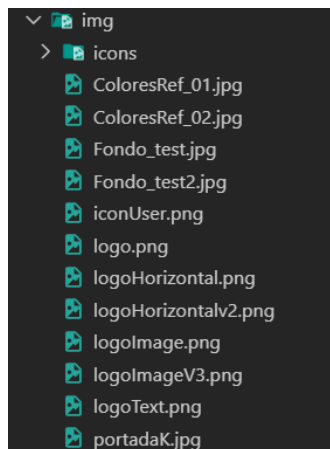 img
icons
ColoresRef_01.jpg
ColoresRef_02.jpg
Fondo_test.jpg
Fondo_test2.jpg
iconUser.png
logo.png
logoHorizontal.png
logoHorizontalv2.png
logoImage.png
logoImageV3.png
logoText.png
portadaK.jpg